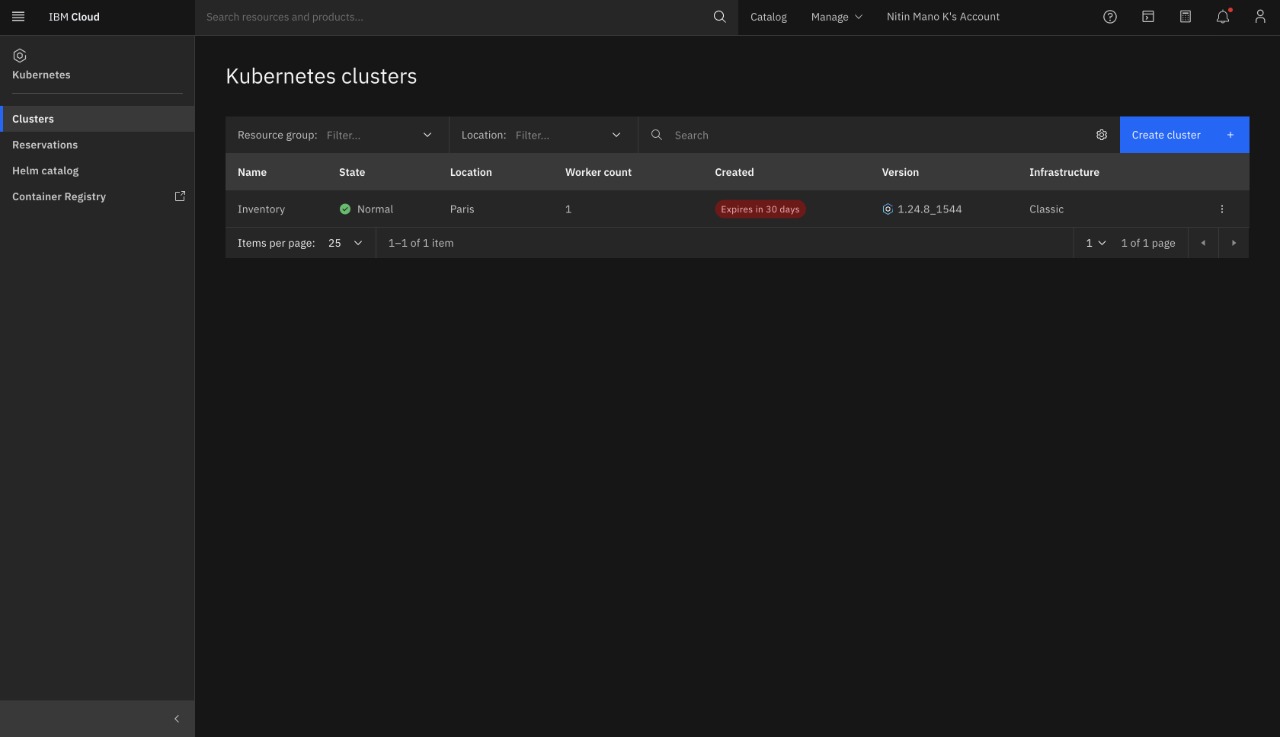 IBM Cloud
Search resources and products...
Catalog
Manage
Nitin Mano K's Account
Kubernetes
Clusters
Reservations
Helm catalog
Container Registry
Kubernetes clusters
Resource group: Filter... Location: Filter... Search Create cluster +
Name State Location Worker count Created Version Infrastructure
Inventory Normal Paris 1 Expires in 30 days 1.24.8_1544 Classic
Items per page: 25 1–1 of 1 item 1 1 of 1 page